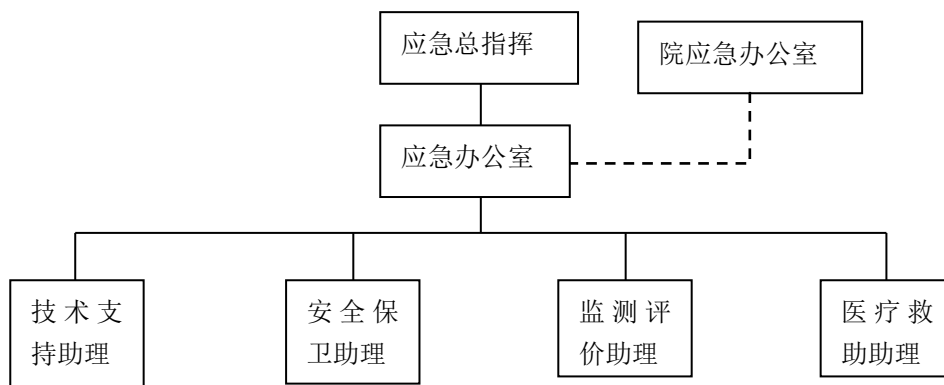 应急总指挥
院应急办公室
应急办公室
技术支
持助理
安全保
卫助理
监测评
价助理
医疗救
助助理